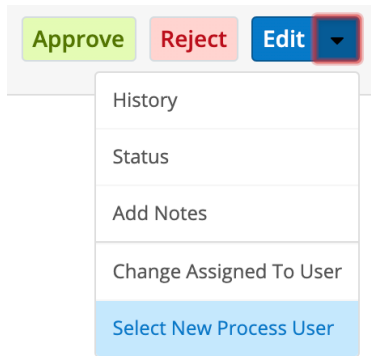 Approve Reject Edit
History
Status
Add Notes
Change Assigned To User
Select New Process User